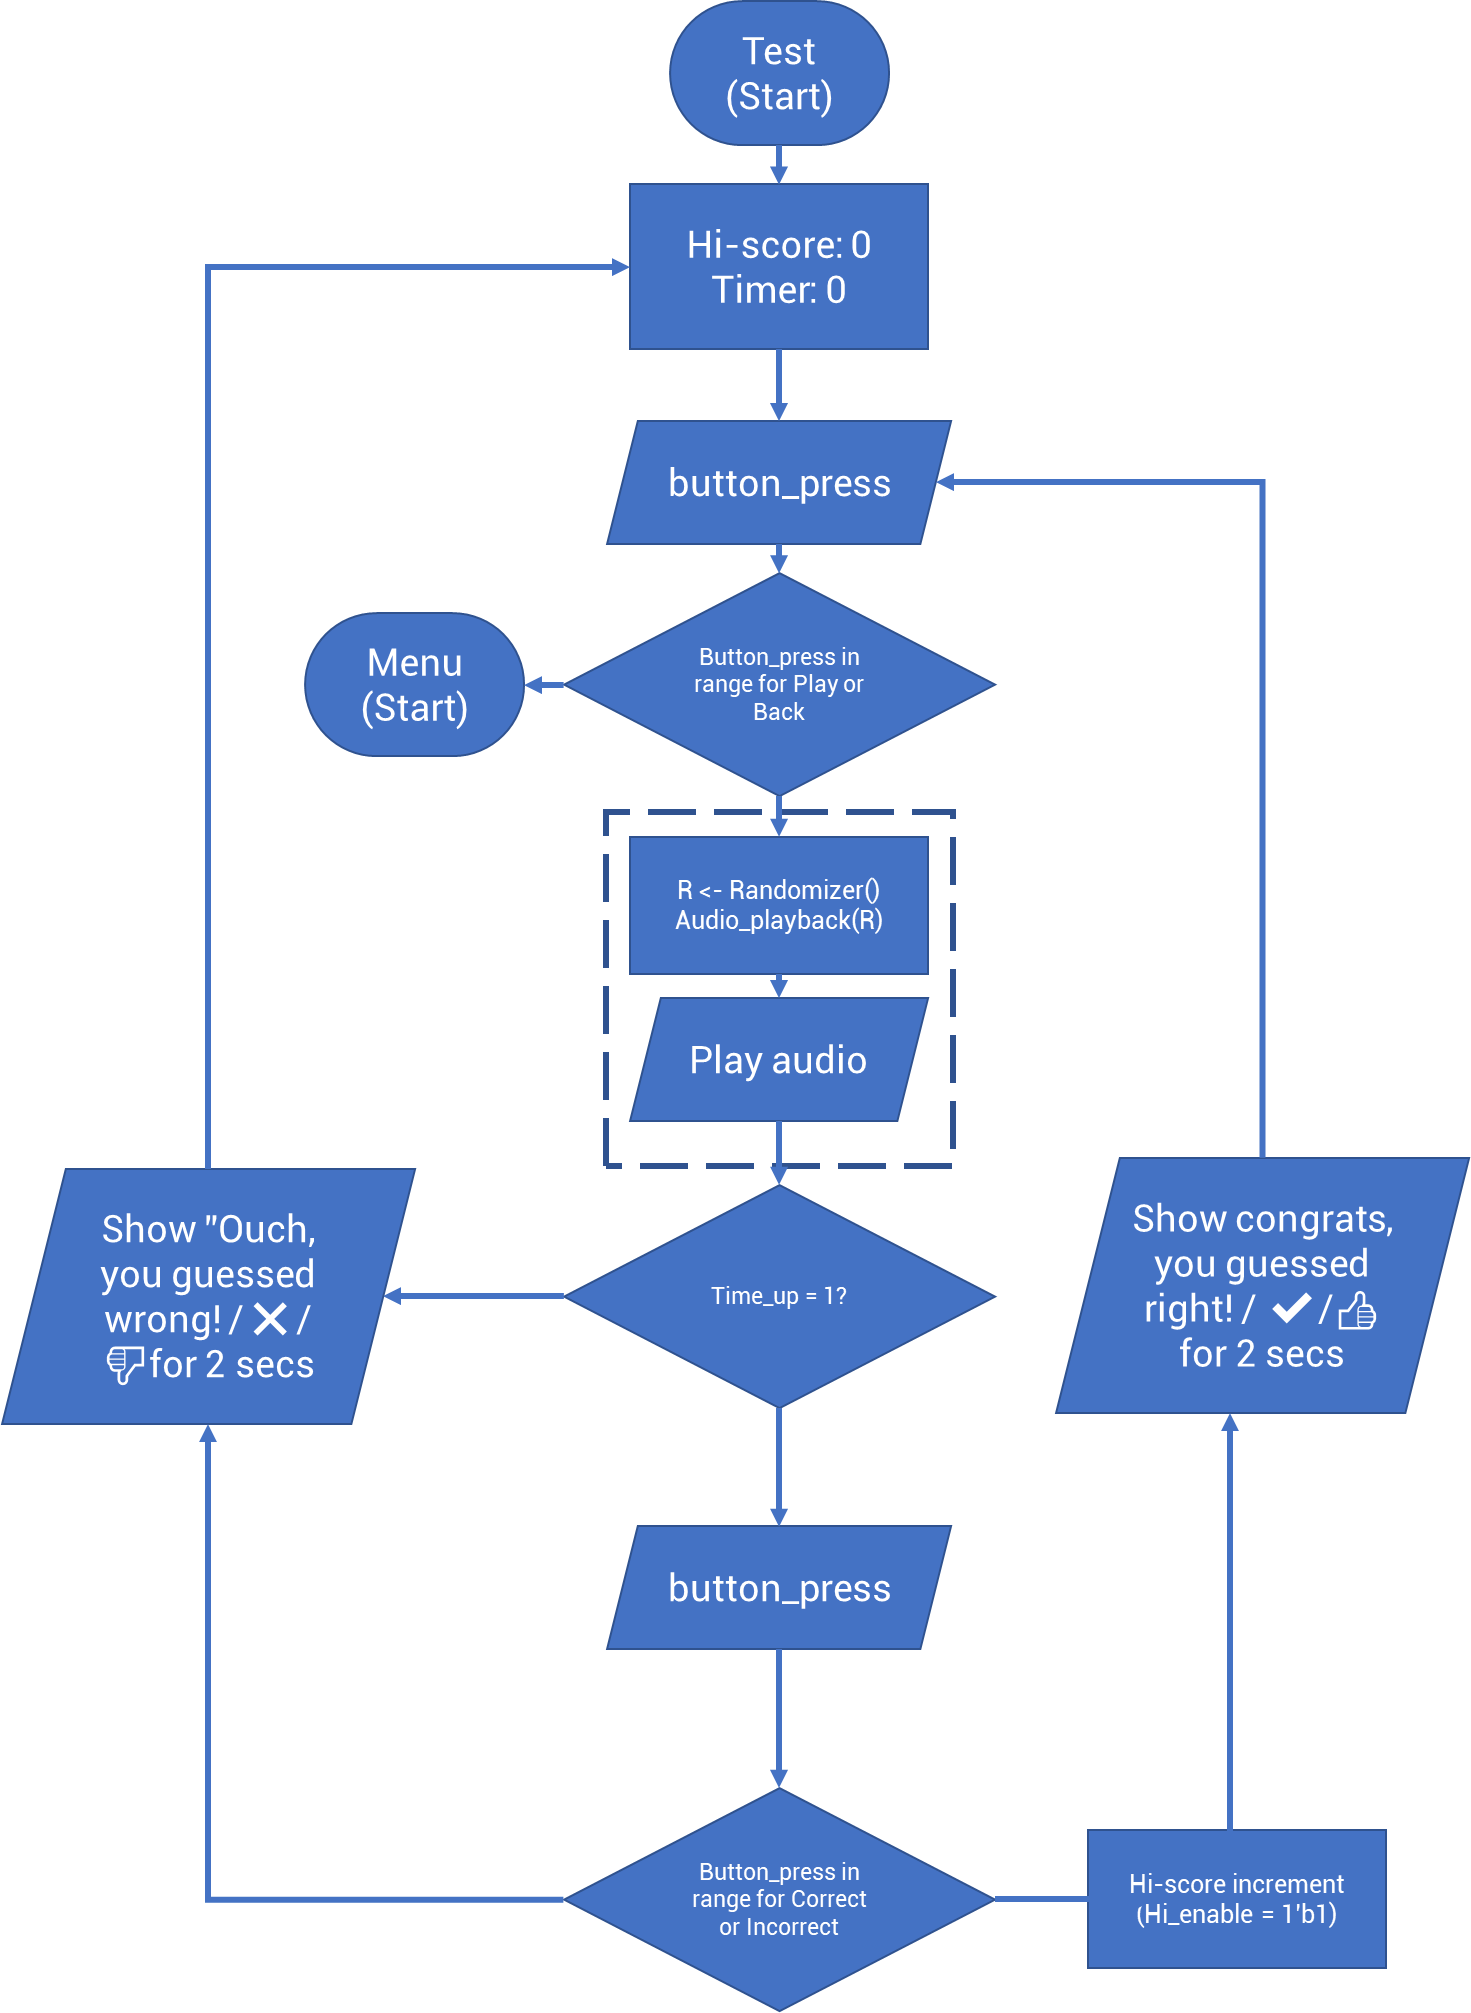 Test
(Start)
Hi-score: 0
Timer: 0
button_press
Button_press in
range for Play or
Back
Menu
(Start)
R <- Randomizer()
Audio_playback(R)
Play audio
Time_up = 1?
Show "Ouch,
you guessed
wrong! / ❌ /
👎 for 2 secs
Show congrats,
you guessed
right! / ✔ / 👍
for 2 secs
button_press
Button_press in
range for Correct
or Incorrect
Hi-score increment
(Hi_enable = 1'b1)